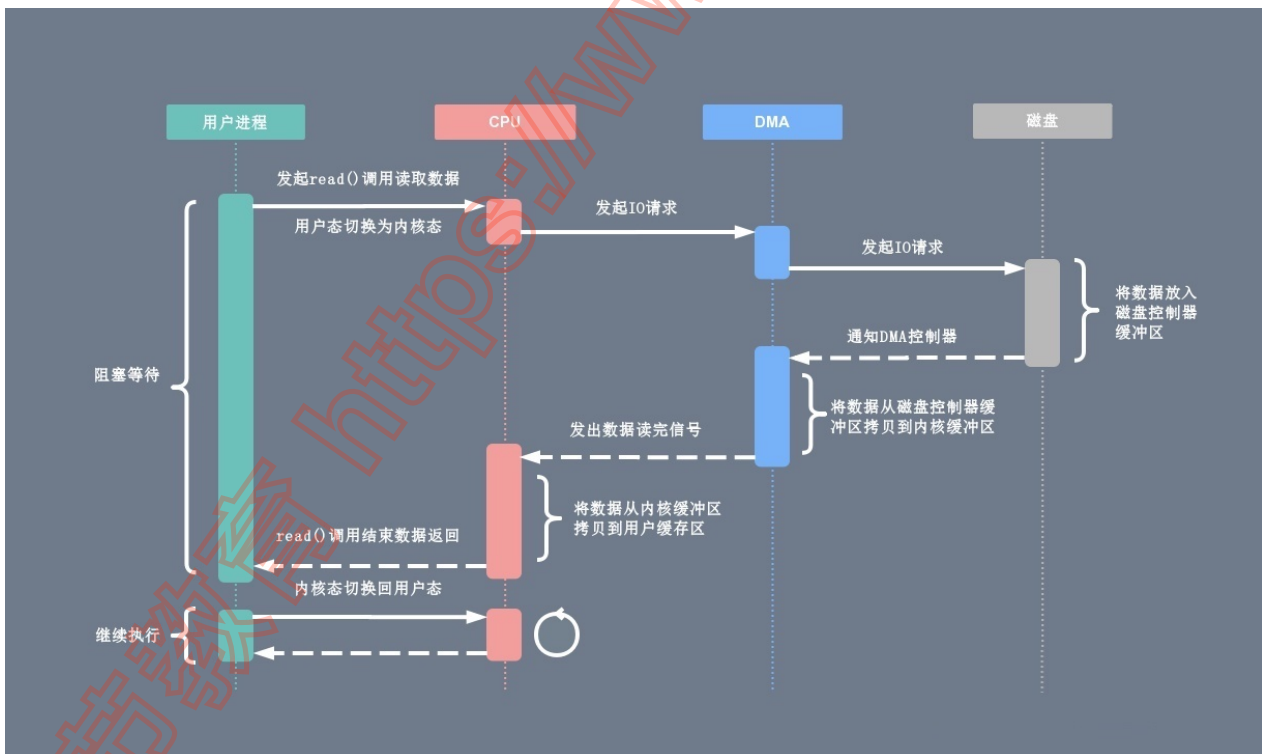 用户进程
CPU
DMA
磁盘
发起read()调用读取数据
用户态切换为内核态
发起IO请求
发起IO请求
将数据放入
磁盘控制器
缓冲区
通知DMA控制器
阻塞等待
将数据从磁盘控制器缓
冲区拷贝到内核缓冲区
发出数据读完信号
将数据从内核缓冲区
拷贝到用户缓存区
read()调用结束数据返回
内核态切换回用户态
继续执行
教育 https://www